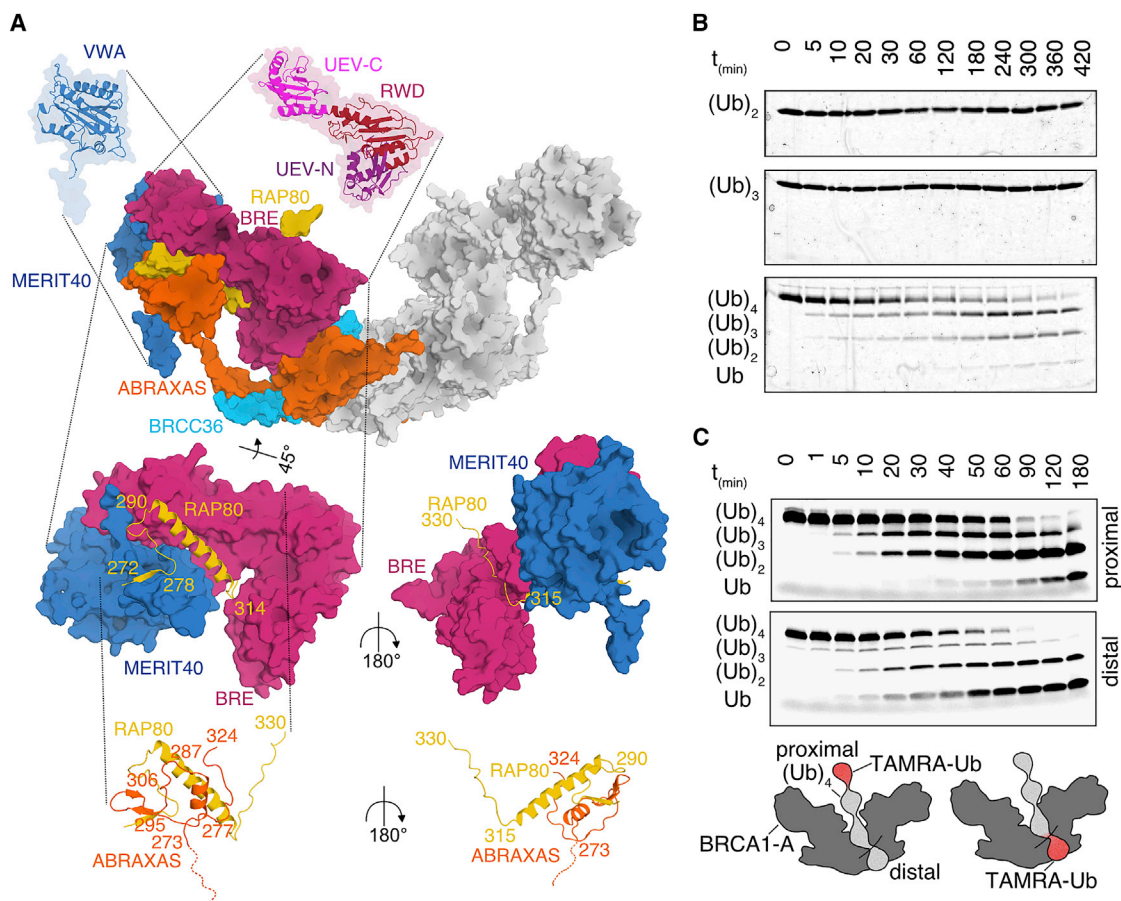 A
VWA
UEV-C
RWD
UEV-N
RAP80
BRE
MERIT40
ABRAXAS
BRCC36
45°
290
RAP80
272
278
314
MERIT40
BRE
180°
MERIT40
RAP80
330
BRE
315
RAP80
287
324
330
306
295
273
277
ABRAXAS
180°
330
RAP80
324
290
315
ABRAXAS
273
B
t(min) 0 5 10 20 30 60 120 180 240 300 360 420
(Ub)2
(Ub)3
(Ub)4
(Ub)3
(Ub)2
Ub
C
t(min) 0 1 5 10 20 30 40 50 60 90 120 180
(Ub)4
(Ub)3
(Ub)2
Ub
proximal
(Ub)4
(Ub)3
(Ub)2
Ub
distal
proximal
(Ub)4
TAMRA-Ub
BRCA1-A
distal
TAMRA-Ub